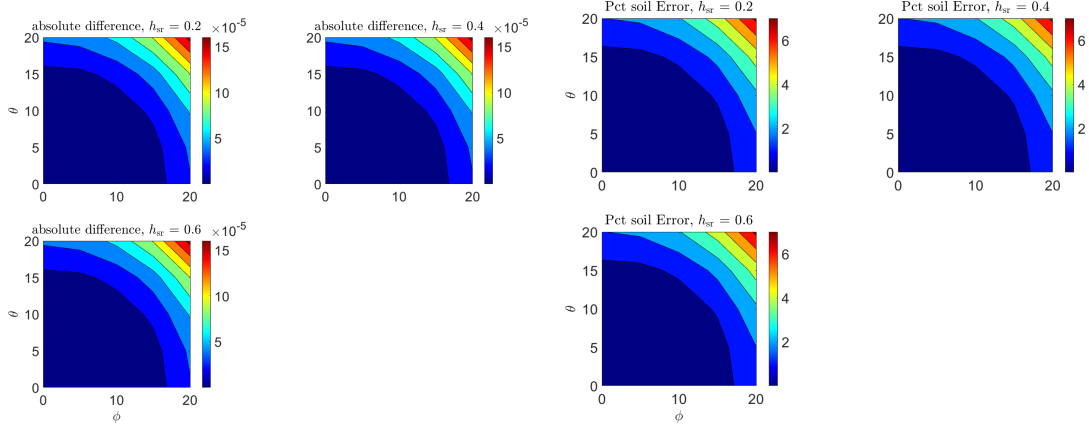 absolute difference, h_sr = 0.2 ×10^-5
20
15
10
5
0
θ
0 10 20
15
10
5
absolute difference, h_sr = 0.4 ×10^-5
20
15
10
5
0
0 10 20
15
10
5
Pct soil Error, h_sr = 0.2
20
15
10
5
0
θ
0 10 20
6
4
2
Pct soil Error, h_sr = 0.4
20
15
10
5
0
0 10 20
6
4
2
absolute difference, h_sr = 0.6 ×10^-5
20
15
10
5
0
θ
0 10 20
ϕ
15
10
5
Pct soil Error, h_sr = 0.6
20
15
10
5
0
θ
0 10 20
ϕ
6
4
2